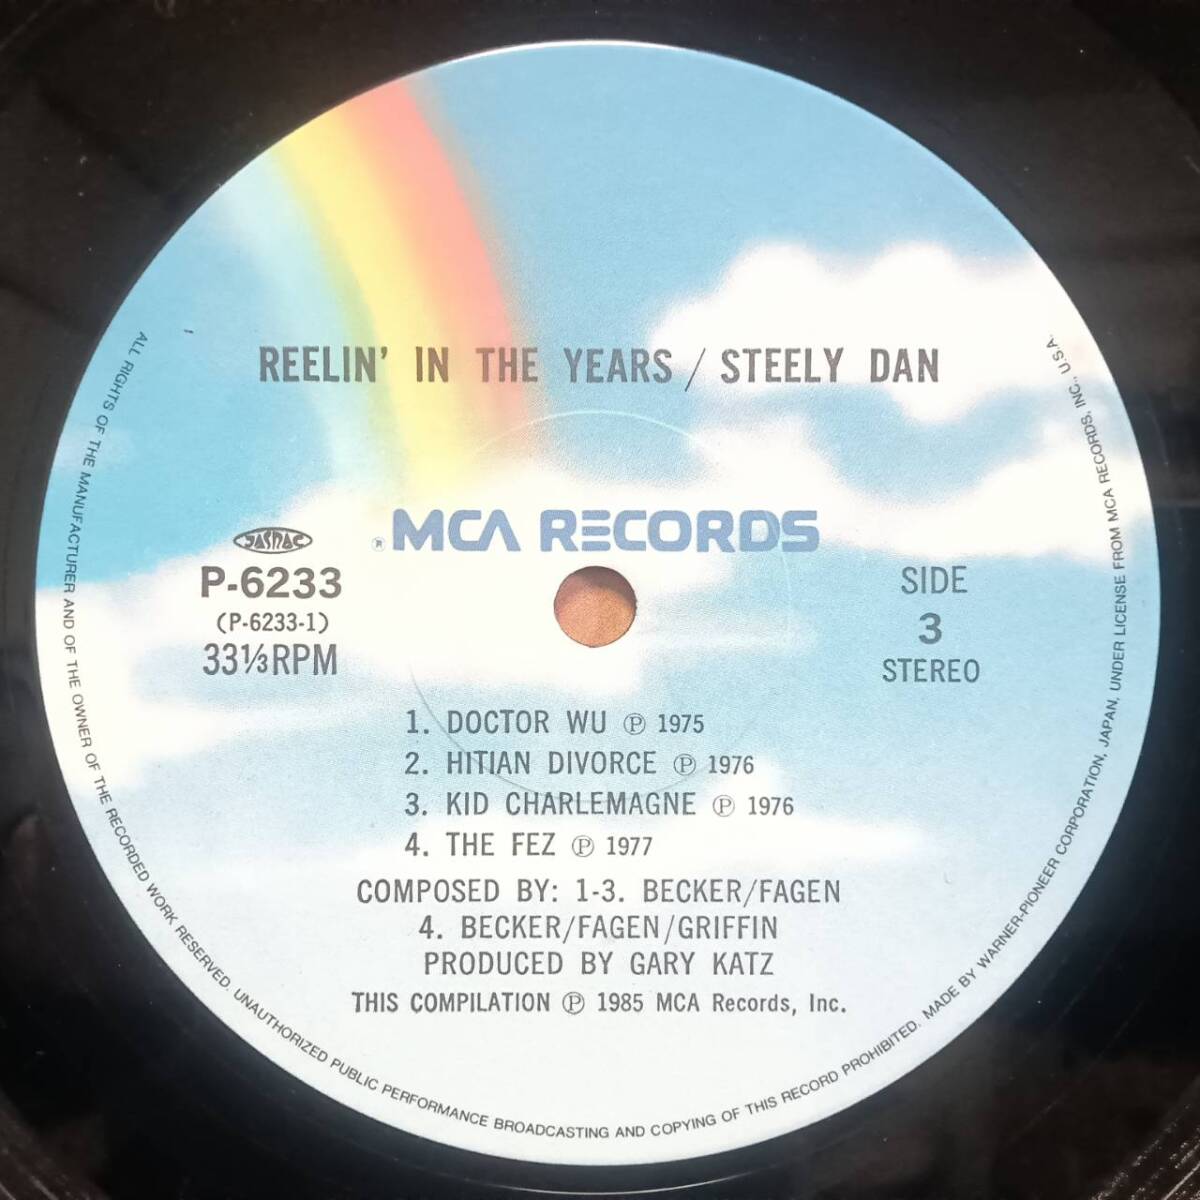 REELIN' IN THE YEARS / STEELY DAN
® MCA RECORDS
JASRAC
P-6233
(P-6233-1)
33⅓RPM
SIDE
3
STEREO
1. DOCTOR WU ℗ 1975
2. HITIAN DIVORCE ℗ 1976
3. KID CHARLEMAGNE ℗ 1976
4. THE FEZ ℗ 1977
COMPOSED BY: 1-3. BECKER/FAGEN
4. BECKER/FAGEN/GRIFFIN
PRODUCED BY GARY KATZ
THIS COMPILATION ℗ 1985 MCA Records, Inc.
ALL RIGHTS OF THE MANUFACTURER AND OF THE OWNER OF THE RECORDED WORK RESERVED. UNAUTHORIZED PUBLIC PERFORMANCE BROADCASTING AND COPYING OF THIS RECORD PROHIBITED. MADE BY WARNER-PIONEER CORPORATION, JAPAN, UNDER LICENSE FROM MCA RECORDS, INC., U.S.A.